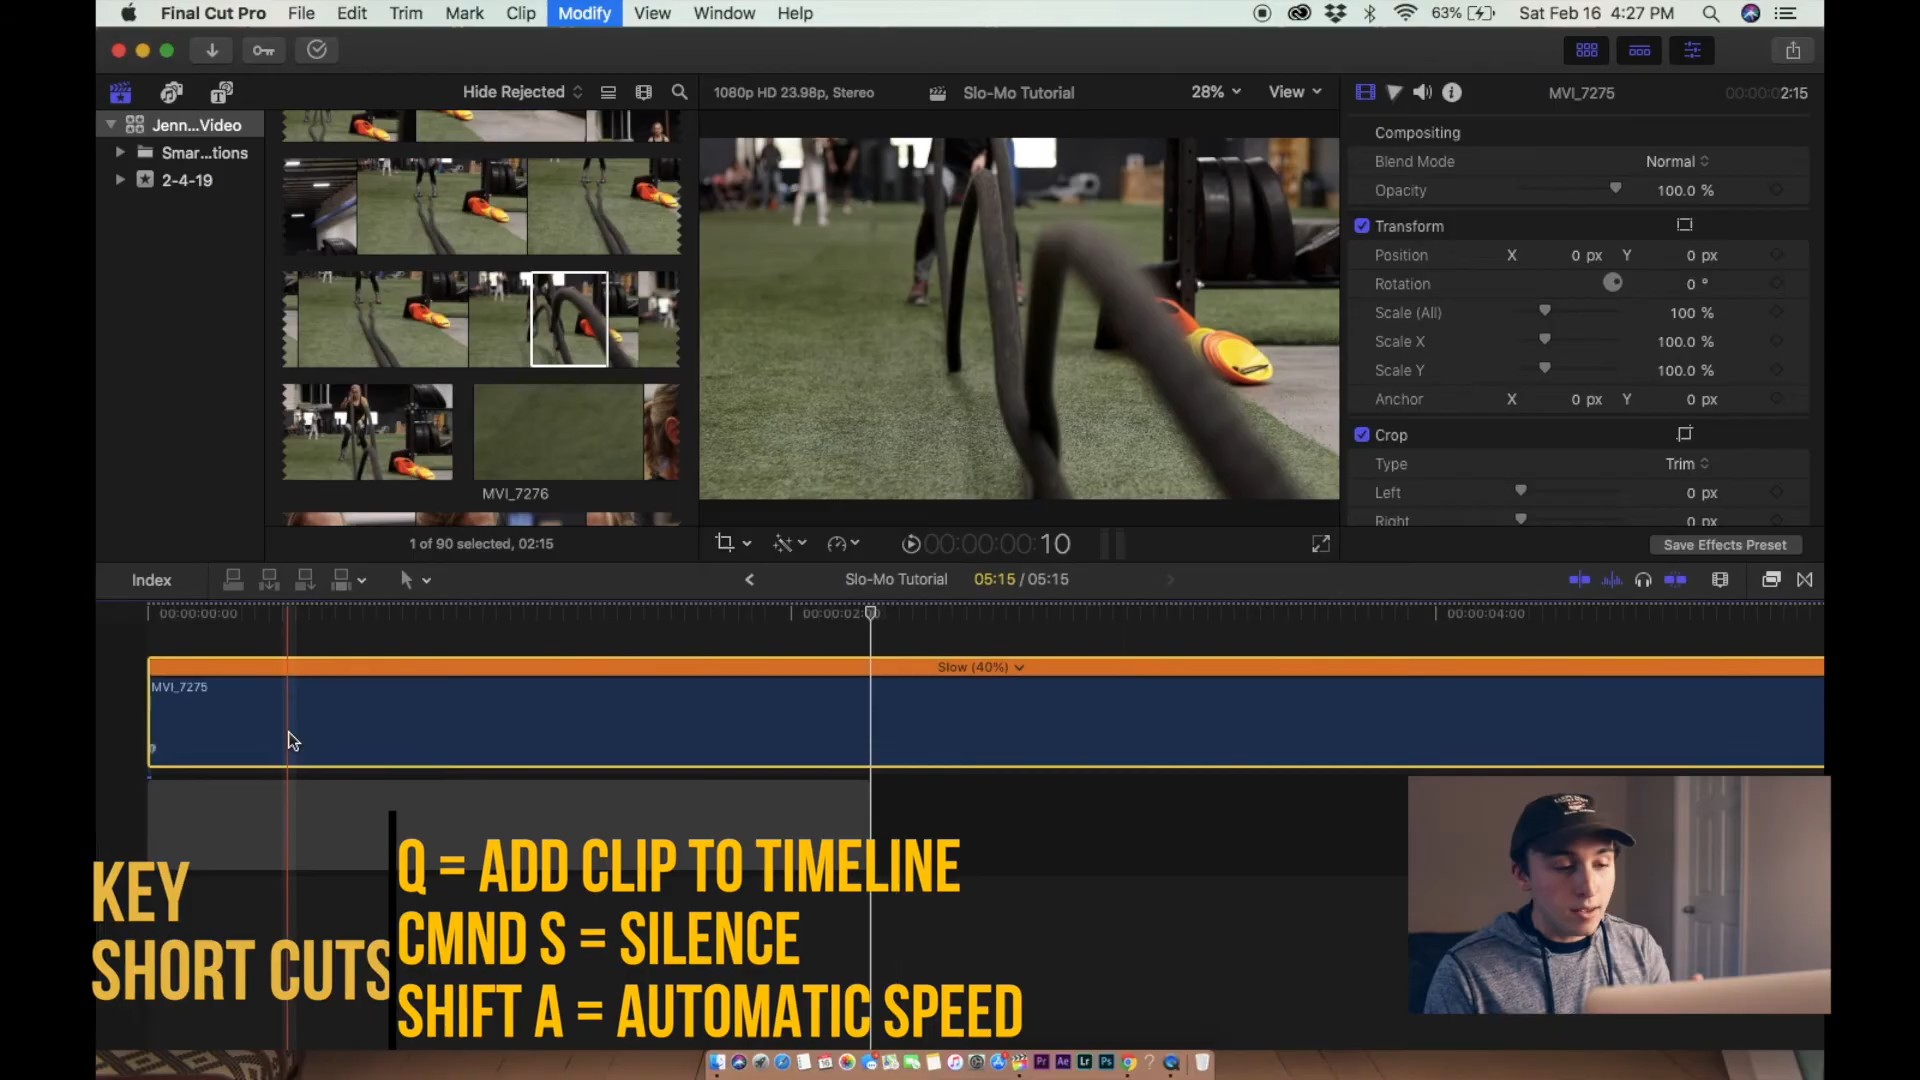 Final Cut Pro File Edit Trim Mark Clip Modify View Window Help 63% Sat Feb 16 4:27 PM
Hide Rejected
1080p HD 23.98p, Stereo Slo-Mo Tutorial 28% View
MVI_7275 00:00:02:15
Jenn...Video
Smar...tions
2-4-19
Compositing
Blend Mode Normal
Opacity 100.0 %
Transform
Position X 0 px Y 0 px
Rotation 0 °
Scale (All) 100 %
Scale X 100.0 %
Scale Y 100.0 %
Anchor X 0 px Y 0 px
Crop
Type Trim
Left 0 px
Right 0 px
MVI_7276
1 of 90 selected, 02:15
00:00:00:10
Save Effects Preset
Index
Slo-Mo Tutorial 05:15 / 05:15
00:00:00:00 00:00:04:00
Slow (40%)
MVI_7275
KEY
SHORT CUTS
Q = ADD CLIP TO TIMELINE
CMND S = SILENCE
SHIFT A = AUTOMATIC SPEED
Pr Ae Lr Ps